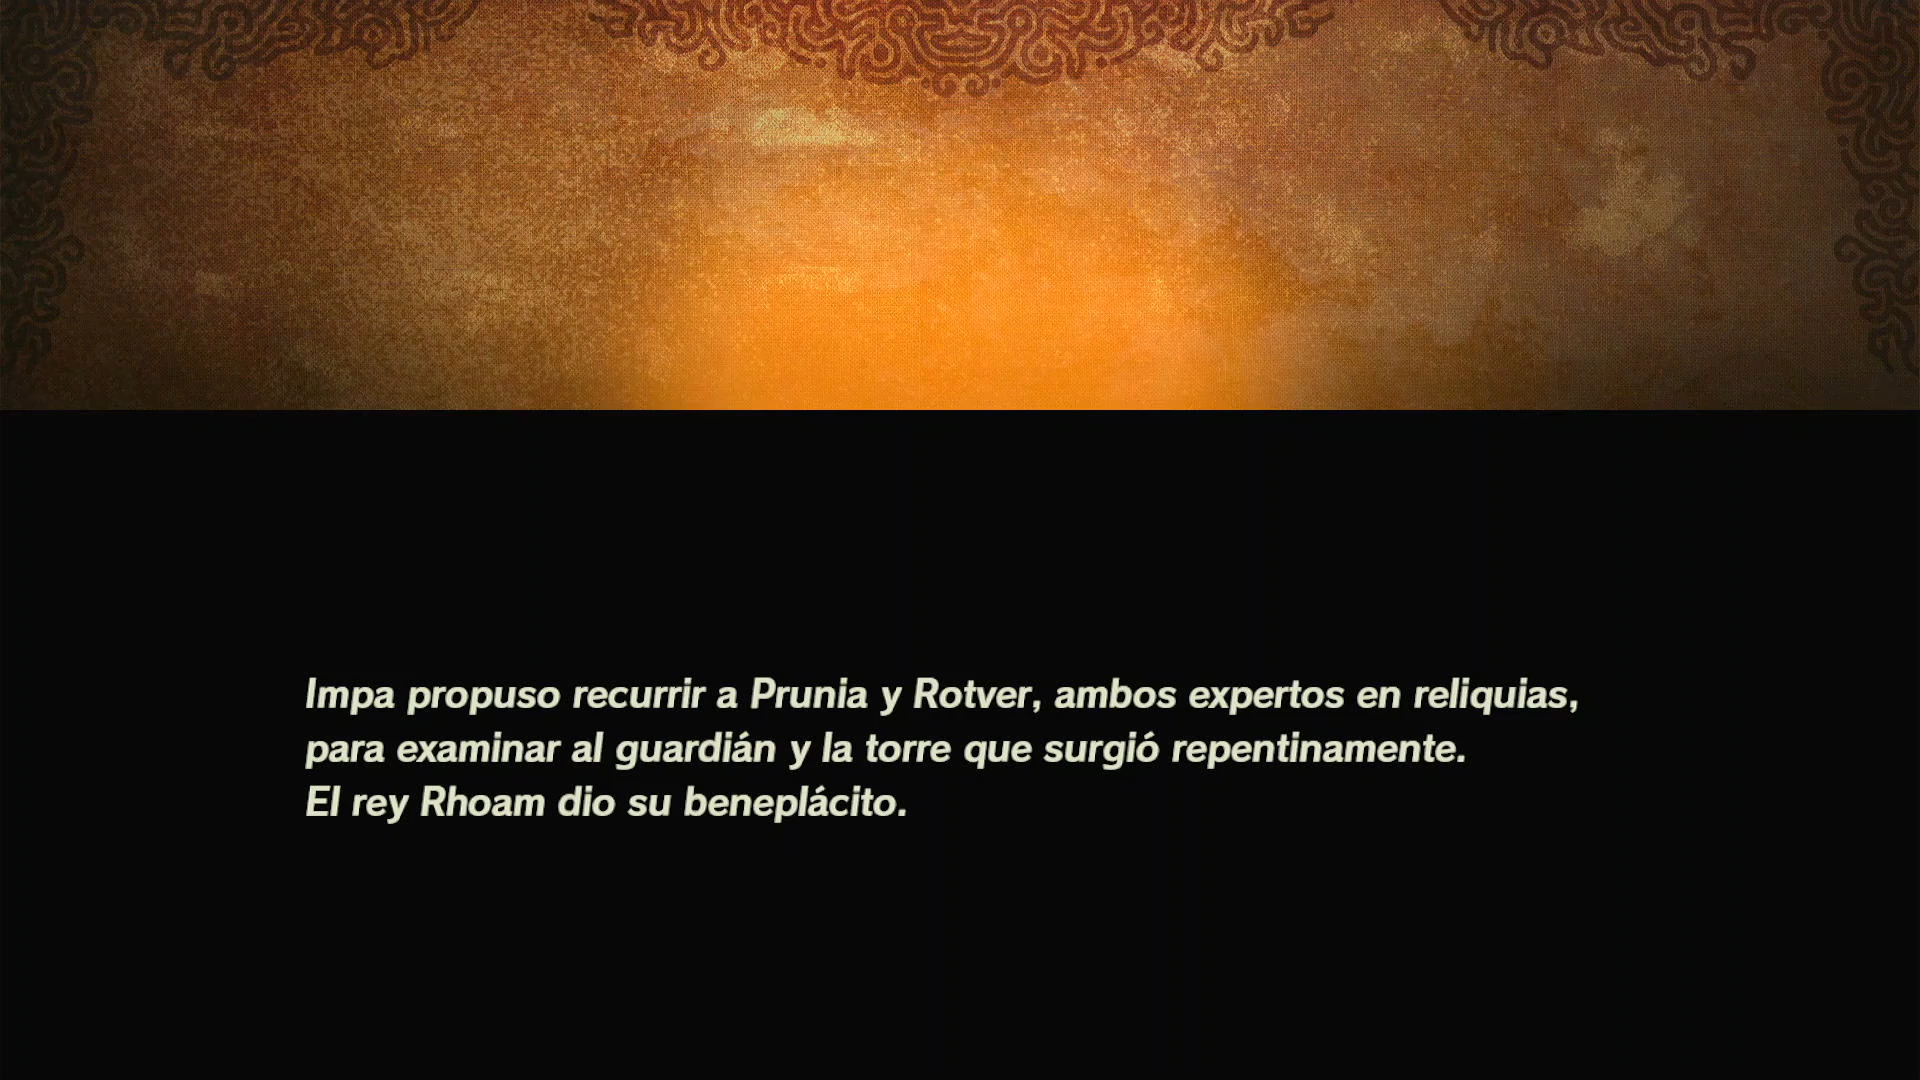 Impa propuso recurrir a Prunia y Rotver, ambos expertos en reliquias,
para examinar al guardián y la torre que surgió repentinamente.
El rey Rhoam dio su beneplácito.